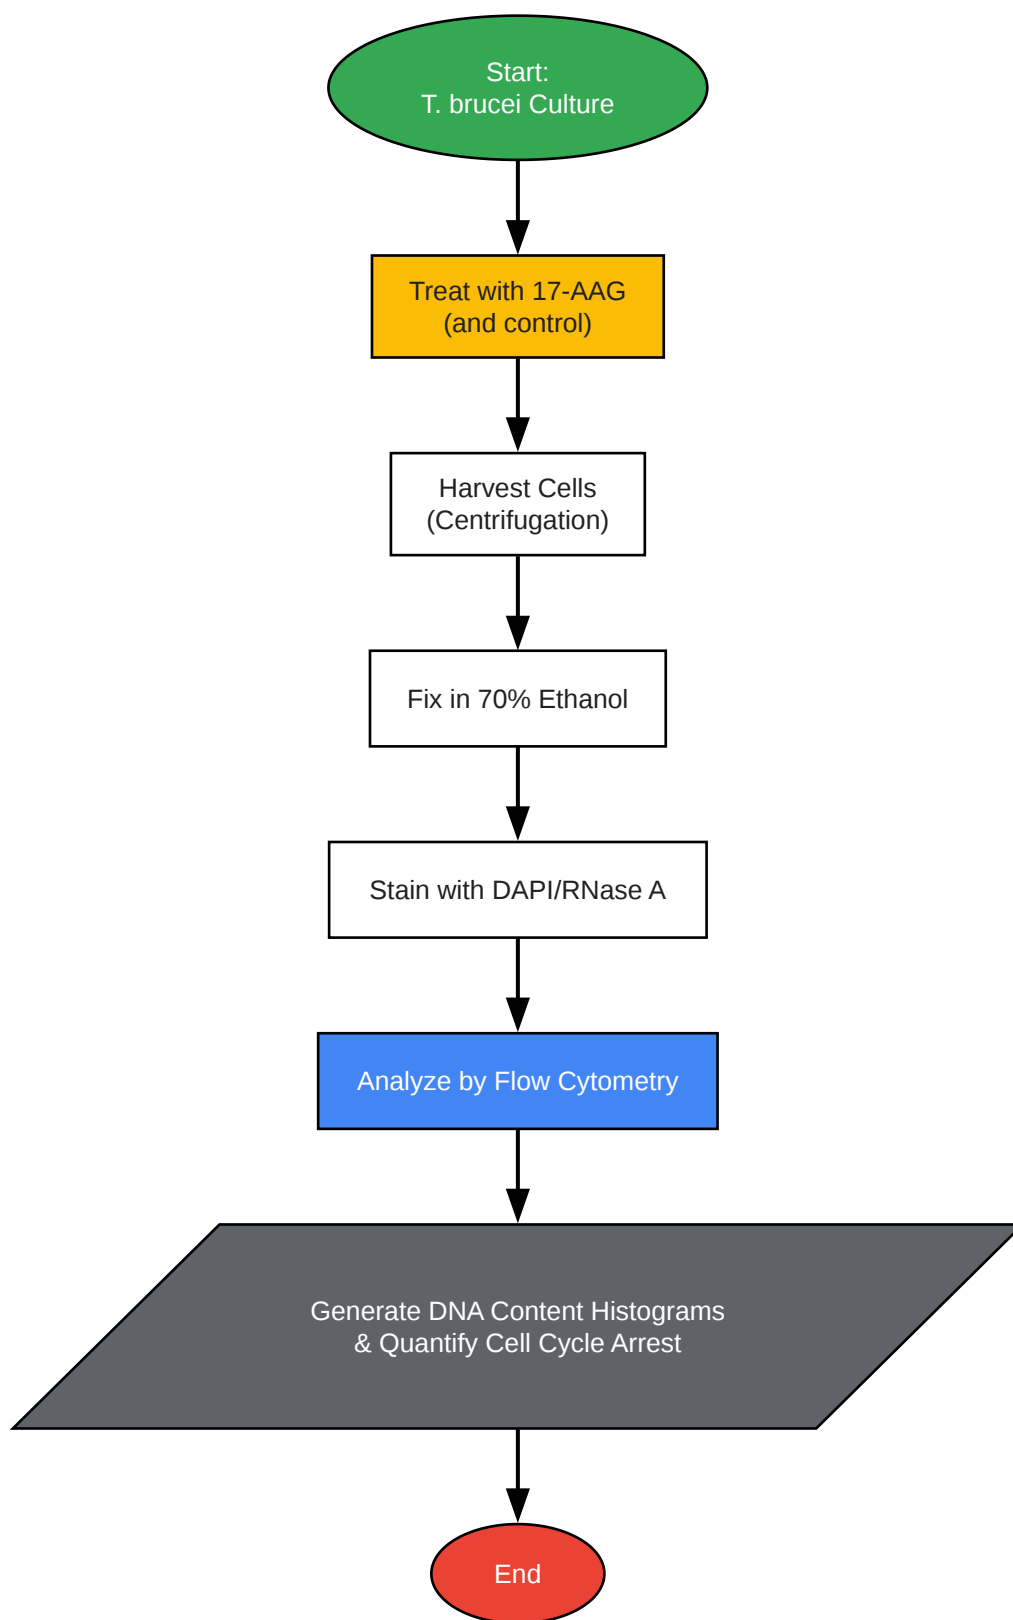 Start:
T. brucei Culture
Treat with 17-AAG
(and control)
Harvest Cells
(Centrifugation)
Fix in 70% Ethanol
Stain with DAPI/RNase A
Analyze by Flow Cytometry
Generate DNA Content Histograms
& Quantify Cell Cycle Arrest
End